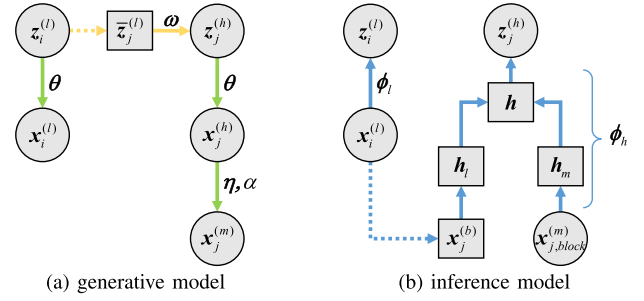 z_i^(l) z̅_j^(l) ω z_j^(h) z_i^(l) z_j^(h)
θ θ ϕ_l
h
x_i^(l) x_j^(h) x_i^(l) ϕ_h
h_l h_m
η, α
x_j^(m) x_j^(b) x_j,block^(m)
(a) generative model (b) inference model